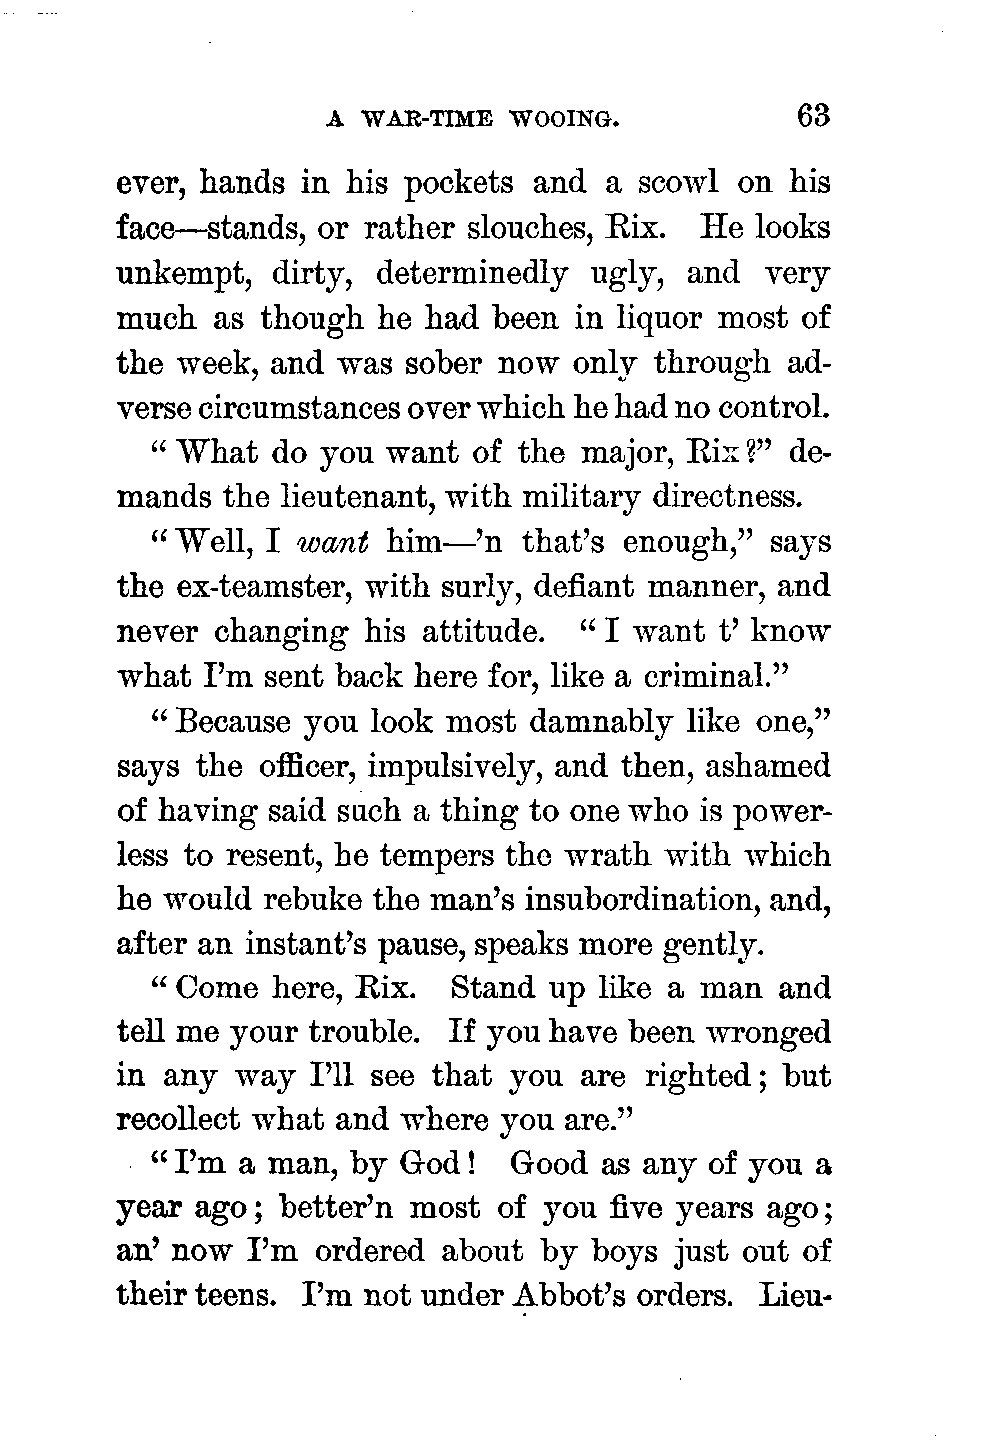 A WAR-TIME WOOING. 63
ever, hands in his pockets and a scowl on his
face—stands, or rather slouches, Rix. He looks
unkempt, dirty, determinedly ugly, and very
much as though he had been in liquor most of
the week, and was sober now only through ad-
verse circumstances over which he had no control.
“What do you want of the major, Rix?” de-
mands the lieutenant, with military directness.
“Well, I want him—’n that’s enough,” says
the ex-teamster, with surly, defiant manner, and
never changing his attitude. “I want t’ know
what I’m sent back here for, like a criminal.”
“Because you look most damnably like one,”
says the officer, impulsively, and then, ashamed
of having said such a thing to one who is power-
less to resent, he tempers the wrath with which
he would rebuke the man’s insubordination, and,
after an instant’s pause, speaks more gently.
“Come here, Rix. Stand up like a man and
tell me your trouble. If you have been wronged
in any way I’ll see that you are righted; but
recollect what and where you are.”
“I’m a man, by God! Good as any of you a
year ago; better’n most of you five years ago;
an’ now I’m ordered about by boys just out of
their teens. I’m not under Abbot’s orders. Lieu-